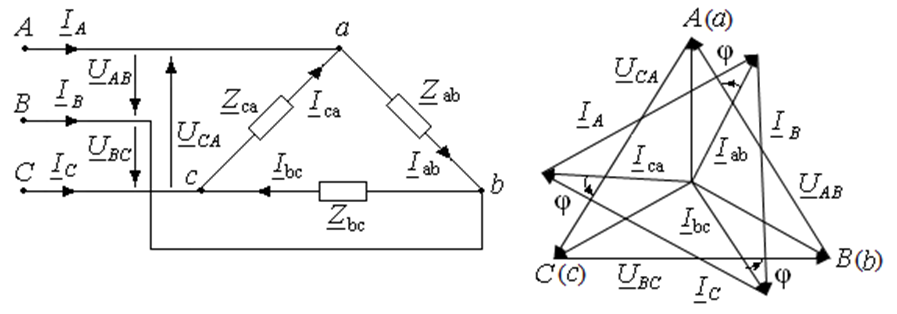 A I_A a
U_AB
B I_B Z_ca I_ca Z_ab
U_BC U_CA
C I_C c I_bc I_ab b
Z_bc
A(a)
φ
U_CA
I_A I_B
I_ca I_ab
U_AB
φ I_bc
φ
C(c) U_BC I_C B(b)